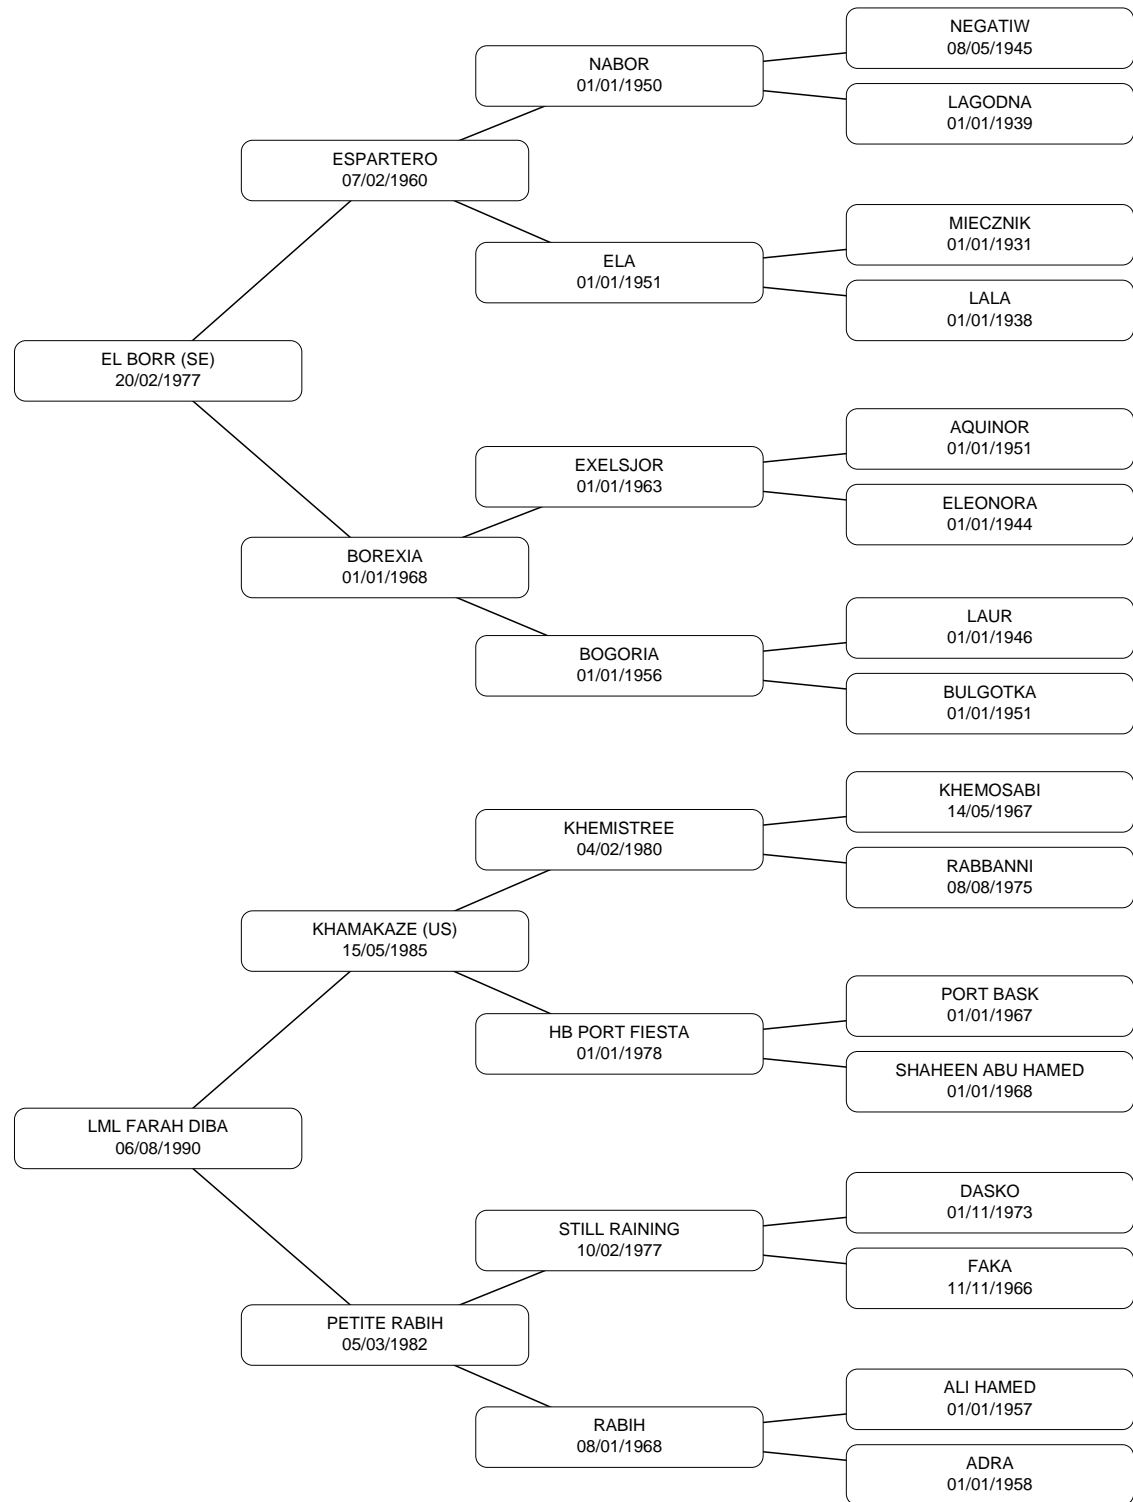 NEGATIW
08/05/1945
NABOR
01/01/1950
LAGODNA
01/01/1939
ESPARTERO
07/02/1960
MIECZNIK
01/01/1931
ELA
01/01/1951
LALA
01/01/1938
EL BORR (SE)
20/02/1977
AQUINOR
01/01/1951
EXELSJOR
01/01/1963
ELEONORA
01/01/1944
BOREXIA
01/01/1968
LAUR
01/01/1946
BOGORIA
01/01/1956
BULGOTKA
01/01/1951
KHEMOSABI
14/05/1967
KHEMISTREE
04/02/1980
RABBANNI
08/08/1975
KHAMAKAZE (US)
15/05/1985
PORT BASK
01/01/1967
HB PORT FIESTA
01/01/1978
SHAHEEN ABU HAMED
01/01/1968
LML FARAH DIBA
06/08/1990
DASKO
01/11/1973
STILL RAINING
10/02/1977
FAKA
11/11/1966
PETITE RABIH
05/03/1982
ALI HAMED
01/01/1957
RABIH
08/01/1968
ADRA
01/01/1958